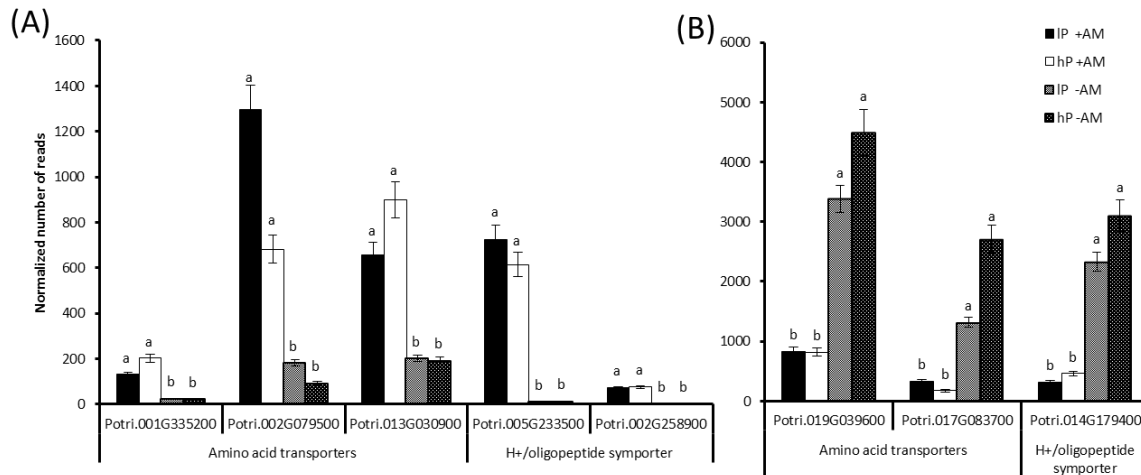 (A)
Normalized number of reads
1600
1400
1200
1000
800
600
400
200
0
a
a
b
b
a
a
b
b
a
a
b
b
a
a
b
b
a
a
b
b
Potri.001G335200
Potri.002G079500
Potri.013G030900
Potri.005G233500
Potri.002G258900
Amino acid transporters
H+/oligopeptide symporter
(B)
6000
5000
4000
3000
2000
1000
0
lP +AM
hP +AM
lP -AM
hP -AM
b
b
a
a
b
b
a
a
b
b
a
a
Potri.019G039600
Potri.017G083700
Potri.014G179400
Amino acid transporters
H+/oligopeptide
symporter